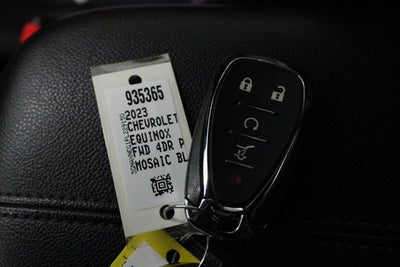 935365
2023
CHEVROLET
EQUINOX
FWD 4DR P
MOSAIC BL